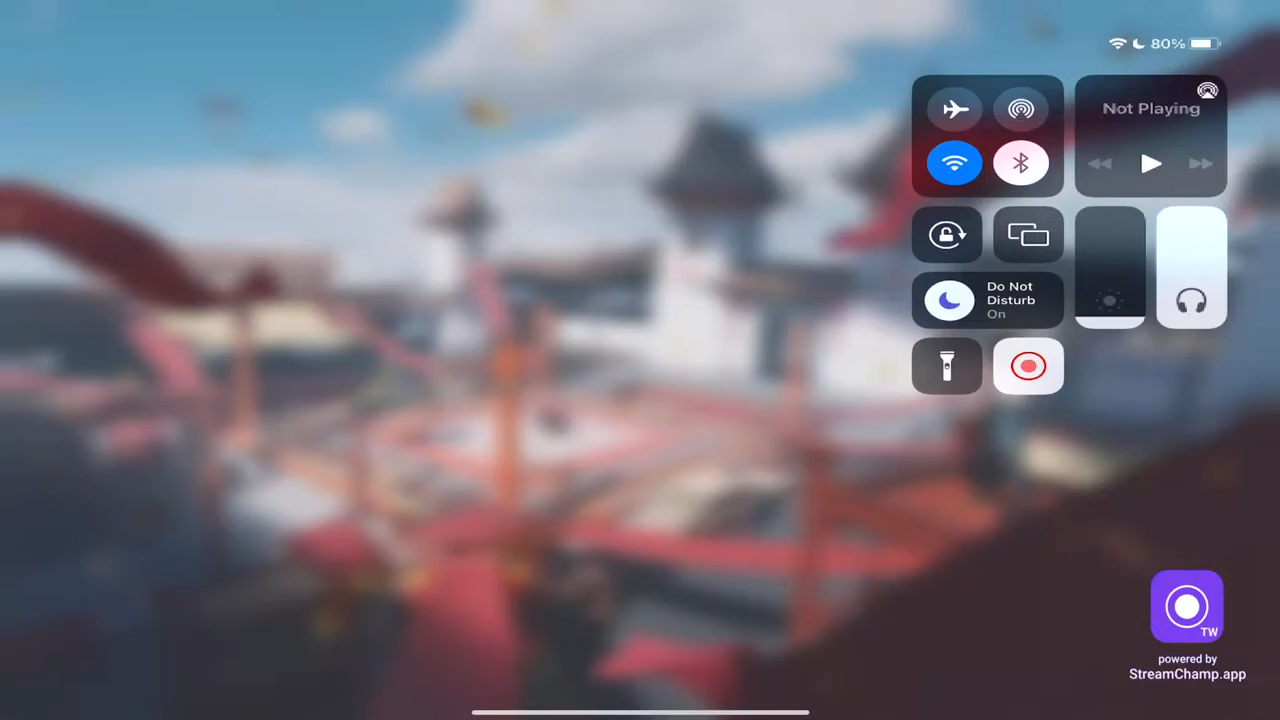 80%
Not Playing
Do Not
Disturb
On
TW
powered by
StreamChamp.app